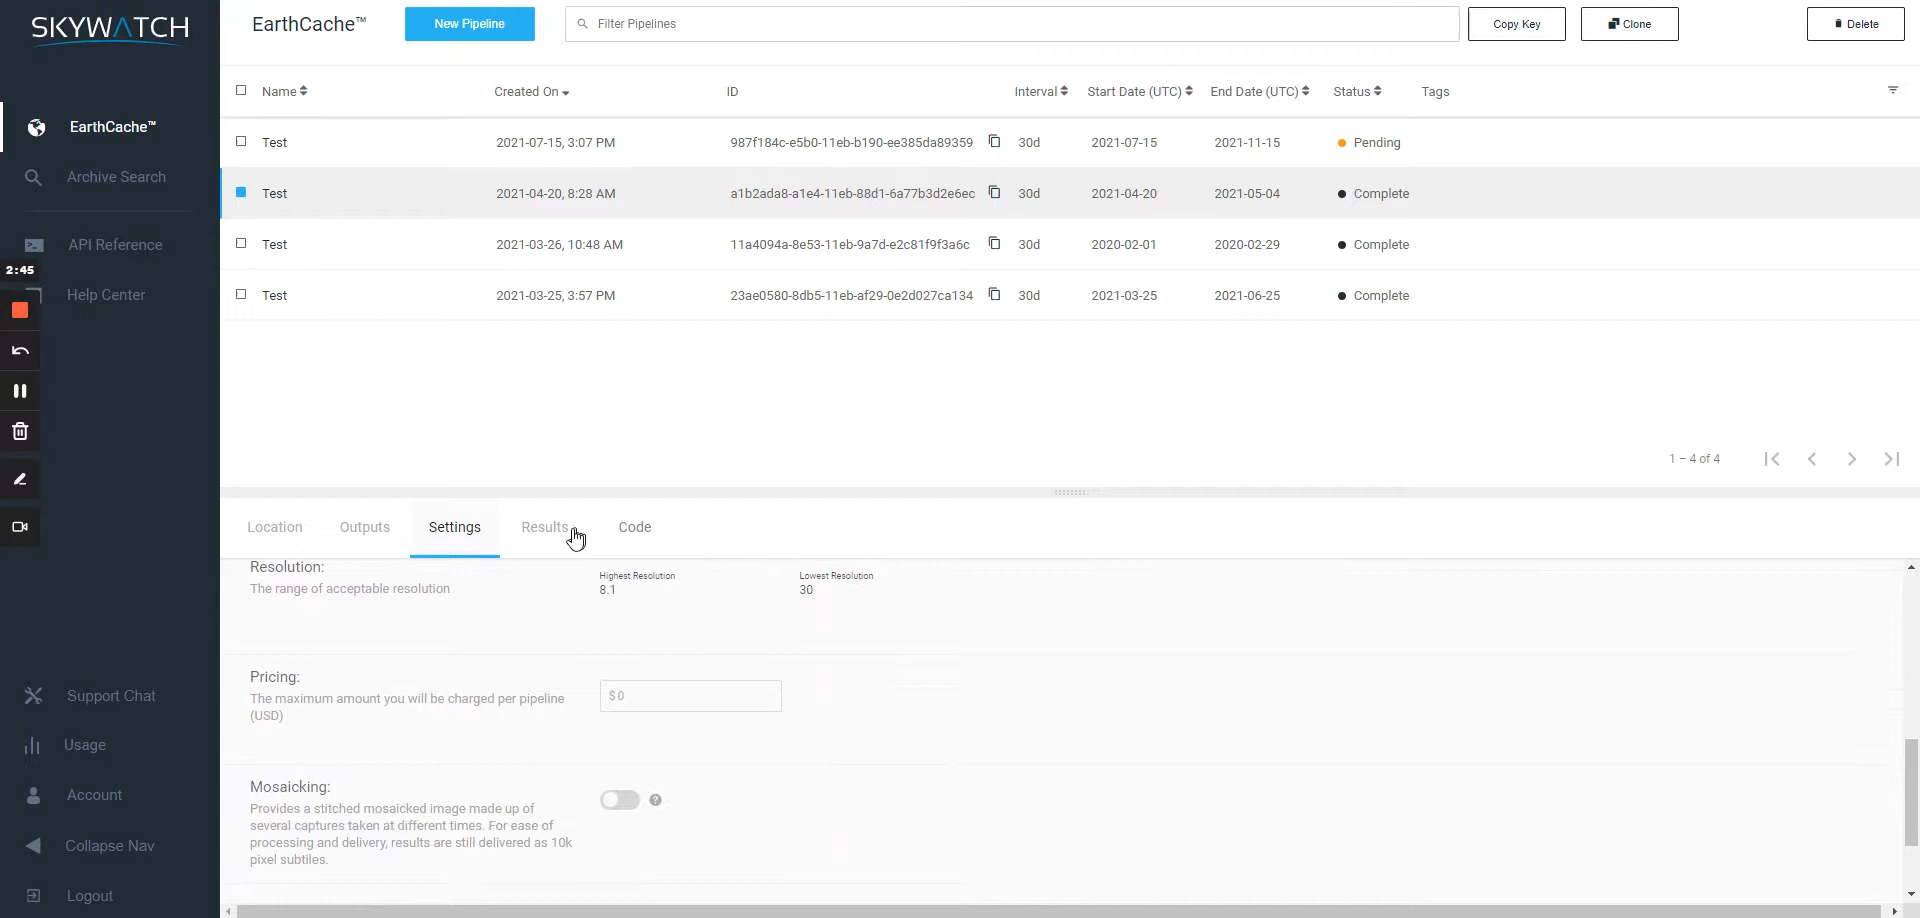 SKYWATCH
EarthCache™
New Pipeline
Filter Pipelines
Copy Key
Clone
Delete
Name
Created On
ID
Interval
Start Date (UTC)
End Date (UTC)
Status
Tags
Test 2021-07-15, 3:07 PM 987f184c-e5b0-11eb-b190-ee385da89359 30d 2021-07-15 2021-11-15 Pending
Test 2021-04-20, 8:28 AM a1b2ada8-a1e4-11eb-88d1-6a77b3d2e6ec 30d 2021-04-20 2021-05-04 Complete
Test 2021-03-26, 10:48 AM 11a4094a-8e53-11eb-9a7d-e2c81f9f3a6c 30d 2020-02-01 2020-02-29 Complete
Test 2021-03-25, 3:57 PM 23ae0580-8db5-11eb-af29-0e2d027ca134 30d 2021-03-25 2021-06-25 Complete
1 – 4 of 4
EarthCache™
Archive Search
API Reference
2:45
Help Center
Support Chat
Usage
Account
Collapse Nav
Logout
Location
Outputs
Settings
Results
Code
Resolution:
The range of acceptable resolution
Highest Resolution
8.1
Lowest Resolution
30
Pricing:
The maximum amount you will be charged per pipeline
(USD)
$ 0
Mosaicking:
Provides a stitched mosaicked image made up of
several captures taken at different times. For ease of
processing and delivery, results are still delivered as 10k
pixel subtiles.
?